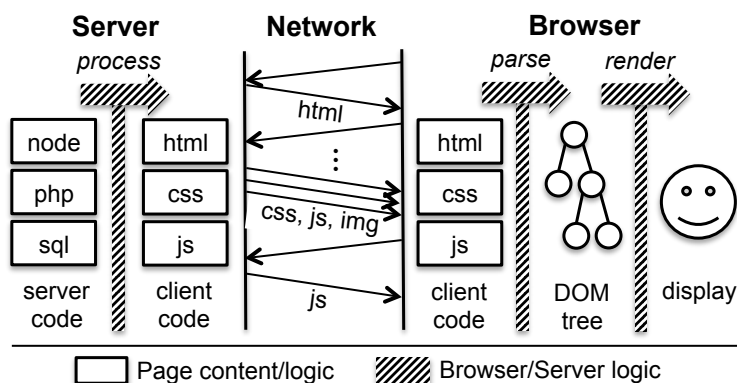 Server
Network
Browser
process
parse
render
html
node
html
html
php
css
css
css, js, img
sql
js
js
js
server
code
client
code
client
code
DOM
tree
display
Page content/logic
Browser/Server logic